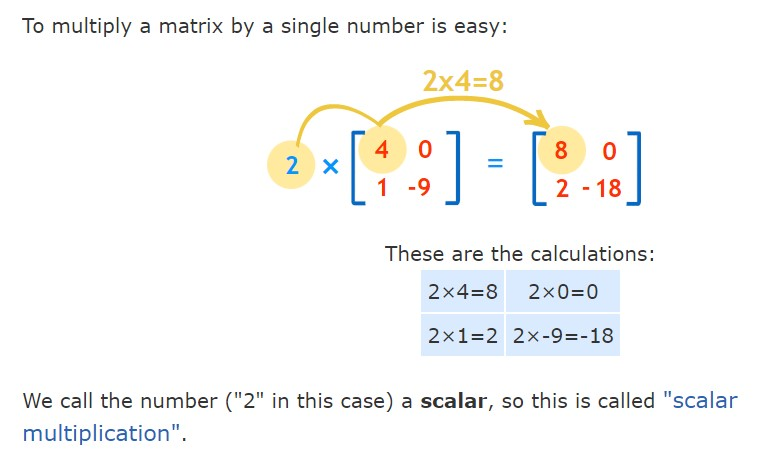 To multiply a matrix by a single number is easy:
2x4=8
2 × [ 4 0 ] = [ 8 0 ]
[ 1 -9 ] [ 2 - 18 ]
These are the calculations:
2×4=8 2×0=0
2×1=2 2×-9=-18
We call the number ("2" in this case) a scalar, so this is called "scalar
multiplication".